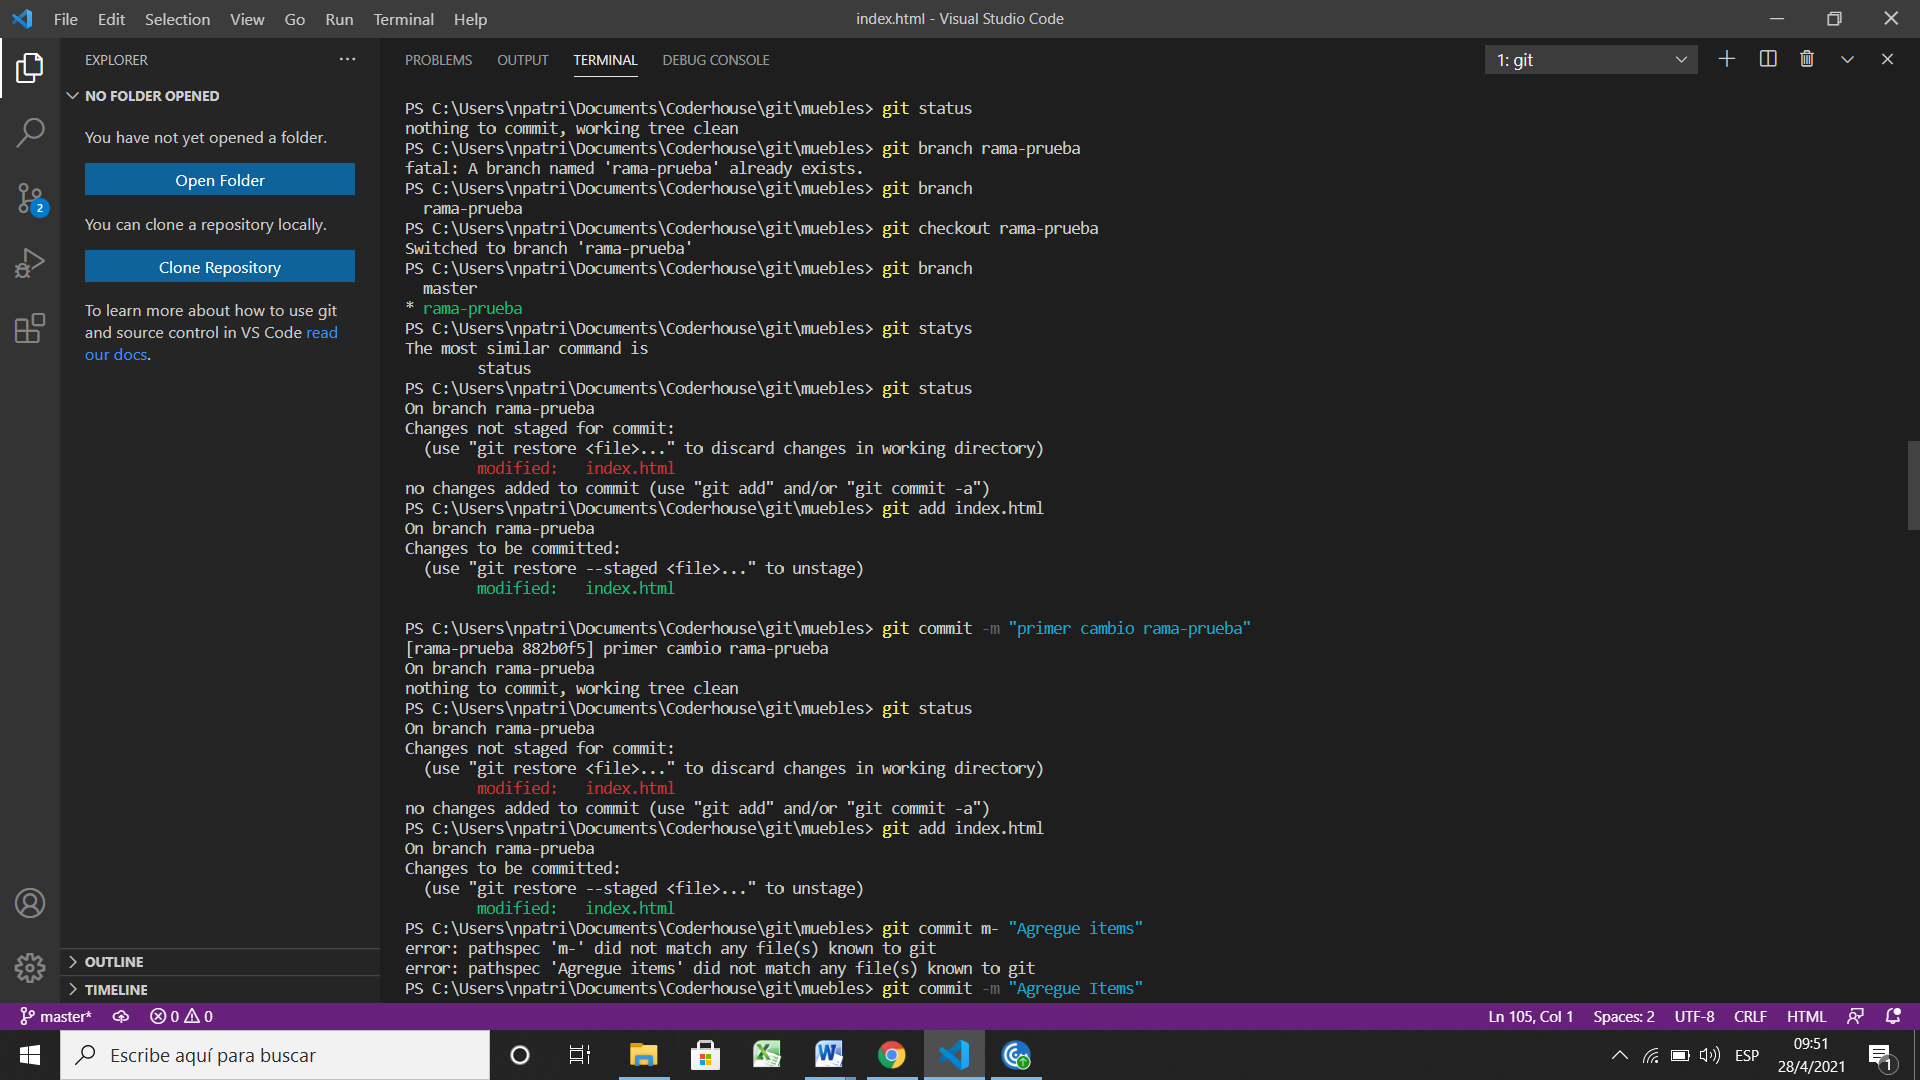 File Edit Selection View Go Run Terminal Help
index.html - Visual Studio Code
EXPLORER
NO FOLDER OPENED
You have not yet opened a folder.
Open Folder
You can clone a repository locally.
Clone Repository
To learn more about how to use git
and source control in VS Code read
our docs.
OUTLINE
TIMELINE
2
PROBLEMS OUTPUT TERMINAL DEBUG CONSOLE
1: git
PS C:\Users\npatri\Documents\Coderhouse\git\muebles> git status
nothing to commit, working tree clean
PS C:\Users\npatri\Documents\Coderhouse\git\muebles> git branch rama-prueba
fatal: A branch named 'rama-prueba' already exists.
PS C:\Users\npatri\Documents\Coderhouse\git\muebles> git branch
rama-prueba
PS C:\Users\npatri\Documents\Coderhouse\git\muebles> git checkout rama-prueba
Switched to branch 'rama-prueba'
PS C:\Users\npatri\Documents\Coderhouse\git\muebles> git branch
master
* rama-prueba
PS C:\Users\npatri\Documents\Coderhouse\git\muebles> git statys
The most similar command is
status
PS C:\Users\npatri\Documents\Coderhouse\git\muebles> git status
On branch rama-prueba
Changes not staged for commit:
(use "git restore <file>..." to discard changes in working directory)
modified: index.html
no changes added to commit (use "git add" and/or "git commit -a")
PS C:\Users\npatri\Documents\Coderhouse\git\muebles> git add index.html
On branch rama-prueba
Changes to be committed:
(use "git restore --staged <file>..." to unstage)
modified: index.html
PS C:\Users\npatri\Documents\Coderhouse\git\muebles> git commit -m "primer cambio rama-prueba"
[rama-prueba 882b0f5] primer cambio rama-prueba
On branch rama-prueba
nothing to commit, working tree clean
PS C:\Users\npatri\Documents\Coderhouse\git\muebles> git status
On branch rama-prueba
Changes not staged for commit:
(use "git restore <file>..." to discard changes in working directory)
modified: index.html
no changes added to commit (use "git add" and/or "git commit -a")
PS C:\Users\npatri\Documents\Coderhouse\git\muebles> git add index.html
On branch rama-prueba
Changes to be committed:
(use "git restore --staged <file>..." to unstage)
modified: index.html
PS C:\Users\npatri\Documents\Coderhouse\git\muebles> git commit m- "Agregue items"
error: pathspec 'm-' did not match any file(s) known to git
error: pathspec 'Agregue items' did not match any file(s) known to git
PS C:\Users\npatri\Documents\Coderhouse\git\muebles> git commit -m "Agregue Items"
master* 0 0
Ln 105, Col 1 Spaces: 2 UTF-8 CRLF HTML
Escribe aquí para buscar
ESP
09:51
28/4/2021
1